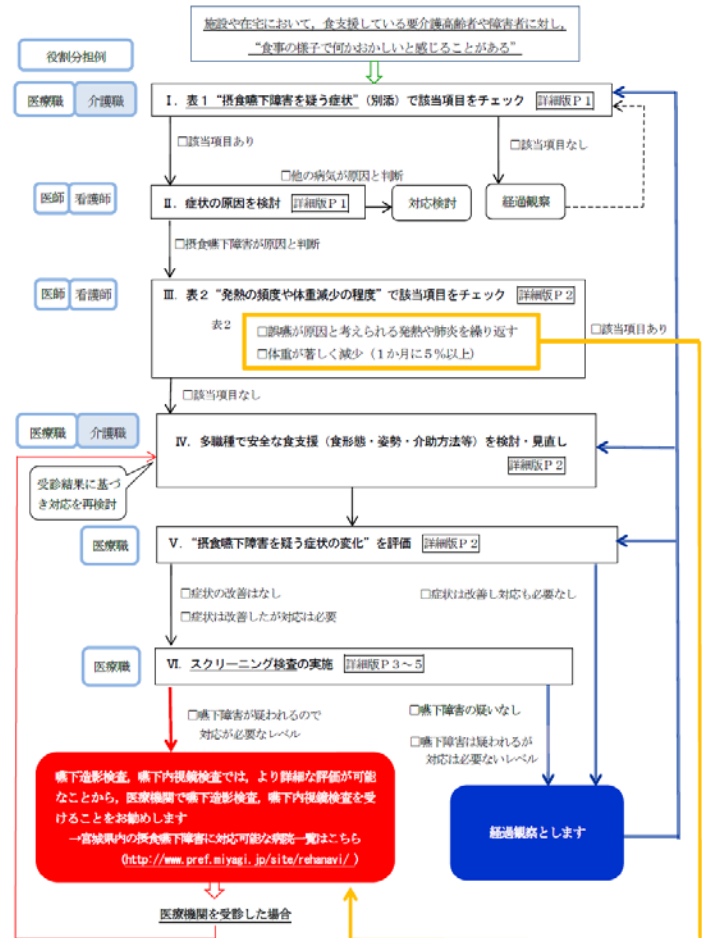 施設や在宅において，食支援している要介護高齢者や障害者に対し，
“食事の様子で何かおかしいと感じることがある”
役割分担例
医療職 介護職
Ⅰ．表１“摂食嚥下障害を疑う症状”（別添）で該当項目をチェック 詳細版Ｐ１
□該当項目あり
□該当項目なし
□他の病気が原因と判断
医師 看護師
Ⅱ．症状の原因を検討 詳細版Ｐ１
対応検討
経過観察
□摂食嚥下障害が原因と判断
医師 看護師
Ⅲ．表２“発熱の頻度や体重減少の程度”で該当項目をチェック 詳細版Ｐ２
表２
□誤嚥が原因と考えられる発熱や肺炎を繰り返す
□体重が著しく減少（１か月に５％以上）
□該当項目あり
□該当項目なし
医療職 介護職
Ⅳ．多職種で安全な食支援（食形態・姿勢・介助方法等）を検討・見直し
詳細版Ｐ２
受診結果に基づ
き対応を再検討
医療職
Ⅴ．“摂食嚥下障害を疑う症状の変化”を評価 詳細版Ｐ２
□症状の改善はなし
□症状は改善したが対応は必要
□症状は改善し対応も必要なし
医療職
Ⅵ．スクリーニング検査の実施 詳細版Ｐ３～５
□嚥下障害が疑われるので
対応が必要なレベル
□嚥下障害の疑いなし
□嚥下障害は疑われるが
対応は必要ないレベル
嚥下造影検査，嚥下内視鏡検査では，より詳細な評価が可能
なことから，医療機関で嚥下造影検査，嚥下内視鏡検査を受
けることをお勧めします
→宮城県内の摂食嚥下障害に対応可能な病院一覧はこちら
(http://www.pref.miyagi.jp/site/rehanavi/ )
経過観察とします
医療機関を受診した場合